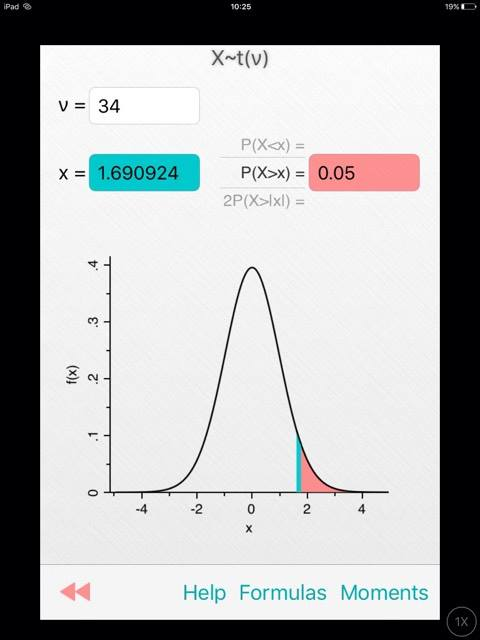 iPad 10:25 19%
X~t(ν)
ν = 34
P(X<x) =
x = 1.690924 P(X>x) = 0.05
2P(X>|x|) =
.4
.3
.2
.1
0
f(x)
-4 -2 0 2 4
x
Help Formulas Moments
1X